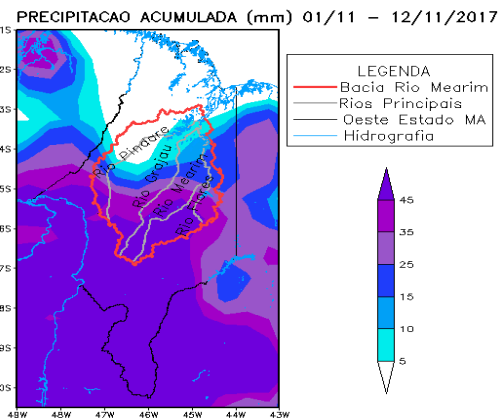 PRECIPITACAO ACUMULADA (mm) 01/11 – 12/11/2017
1S
2S
3S
4S
5S
6S
7S
8S
9S
0S
48W 47W 46W 45W 44W 43W
Rio Pindare
Rio Grajau
Rio Mearim
Rio Flores
LEGENDA
Bacia Rio Mearim
Rios Principais
Oeste Estado MA
Hidrografia
45
35
25
15
10
5